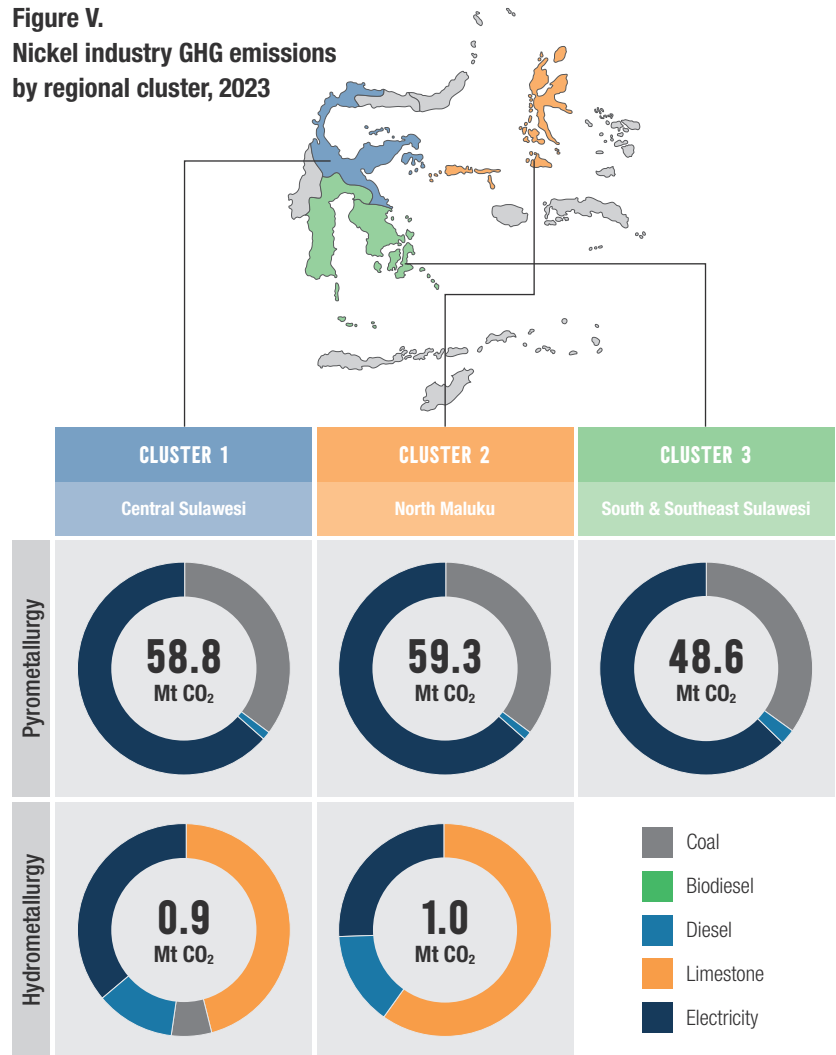 Figure V.
Nickel industry GHG emissions
by regional cluster, 2023
CLUSTER 1
CLUSTER 2
CLUSTER 3
Central Sulawesi
North Maluku
South & Southeast Sulawesi
Pyrometallurgy
58.8
Mt CO₂
59.3
Mt CO₂
48.6
Mt CO₂
Hydrometallurgy
0.9
Mt CO₂
1.0
Mt CO₂
Coal
Biodiesel
Diesel
Limestone
Electricity